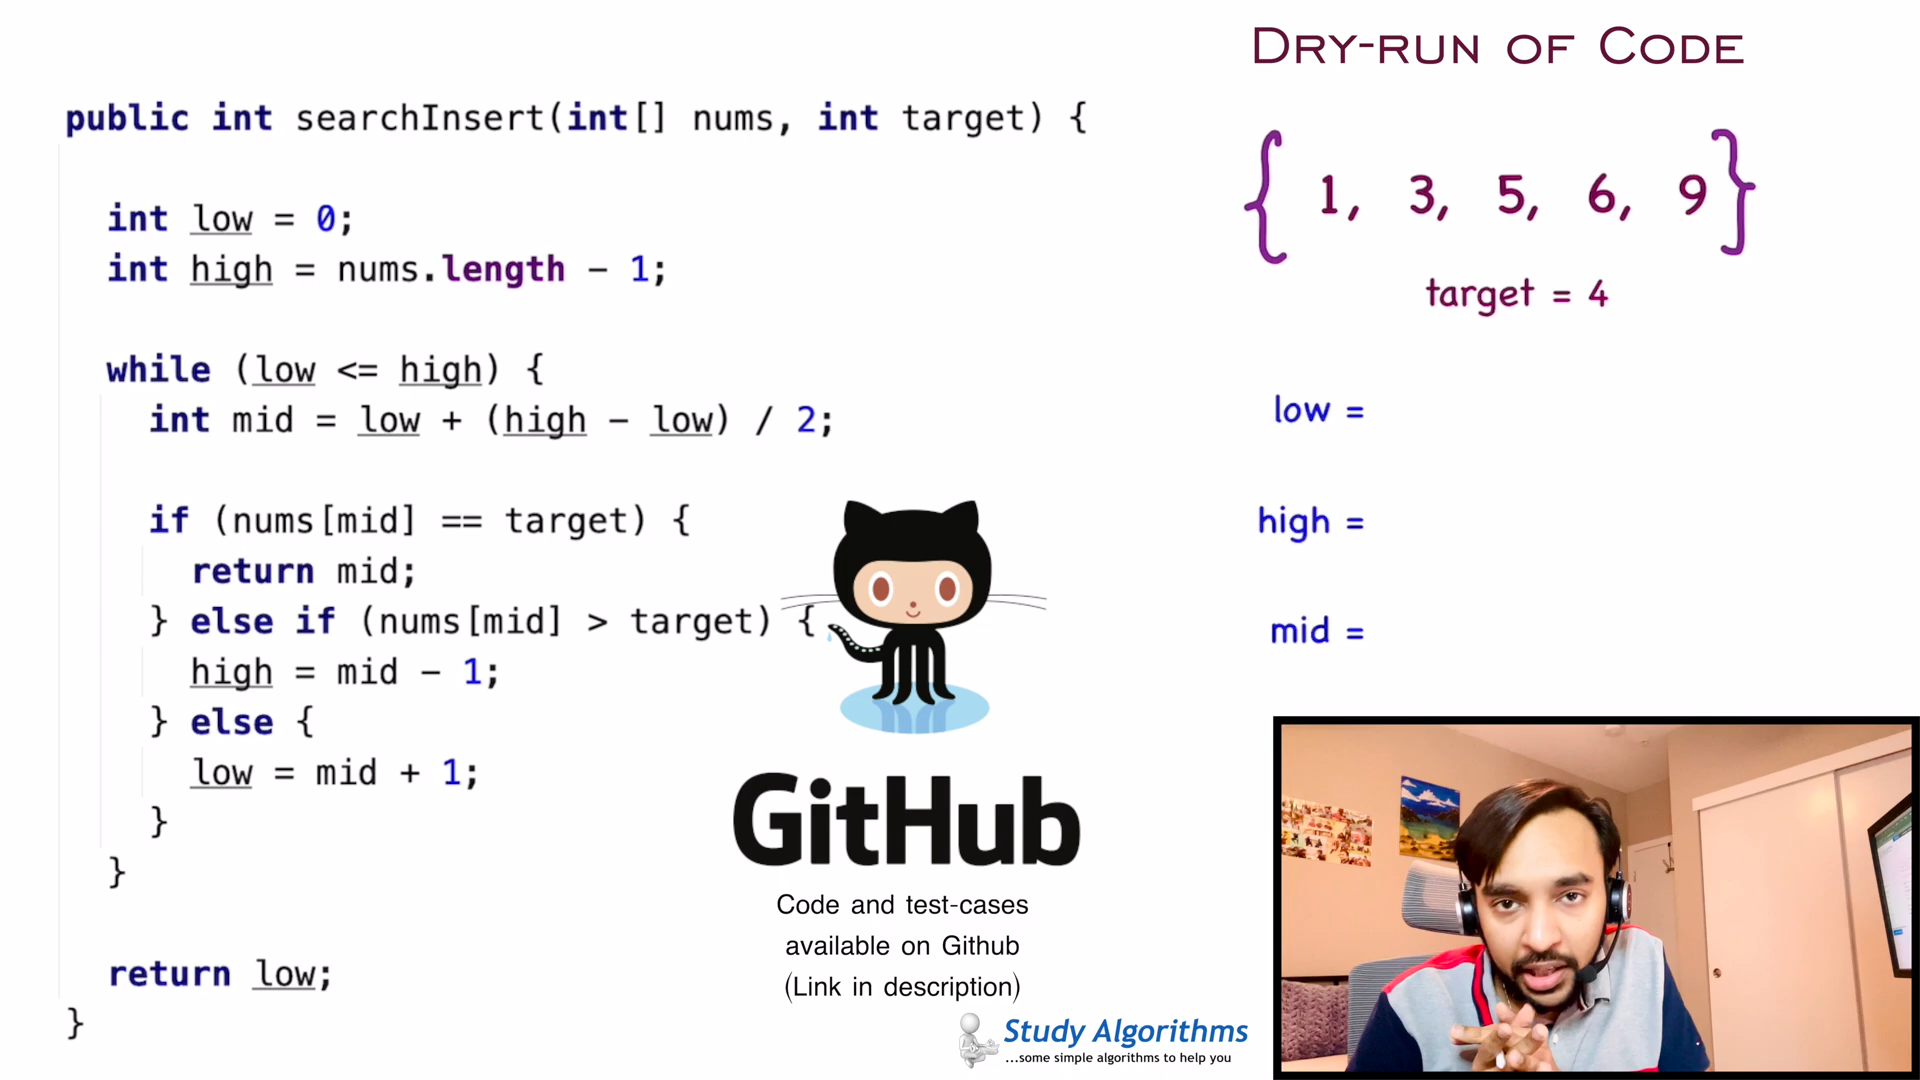 DRY-RUN OF CODE
public int searchInsert(int[] nums, int target) {
int low = 0;
int high = nums.length - 1;
while (low <= high) {
int mid = low + (high - low) / 2;
if (nums[mid] == target) {
return mid;
} else if (nums[mid] > target) {
high = mid - 1;
} else {
low = mid + 1;
}
}
return low;
}
{ 1, 3, 5, 6, 9 }
target = 4
low =
high =
mid =
GitHub
Code and test-cases
available on Github
(Link in description)
Study Algorithms
...some simple algorithms to help you